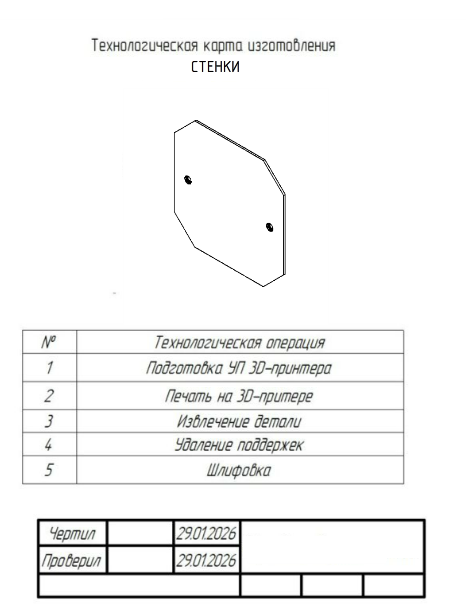 Технологическая карта изготовления
СТЕНКИ
№ Технологическая операция
1 Подготовка УП 3D-принтера
2 Печать на 3D-притере
3 Извлечение детали
4 Удаление поддержек
5 Шлифовка
Чертил 29.01.2026
Проверил 29.01.2026